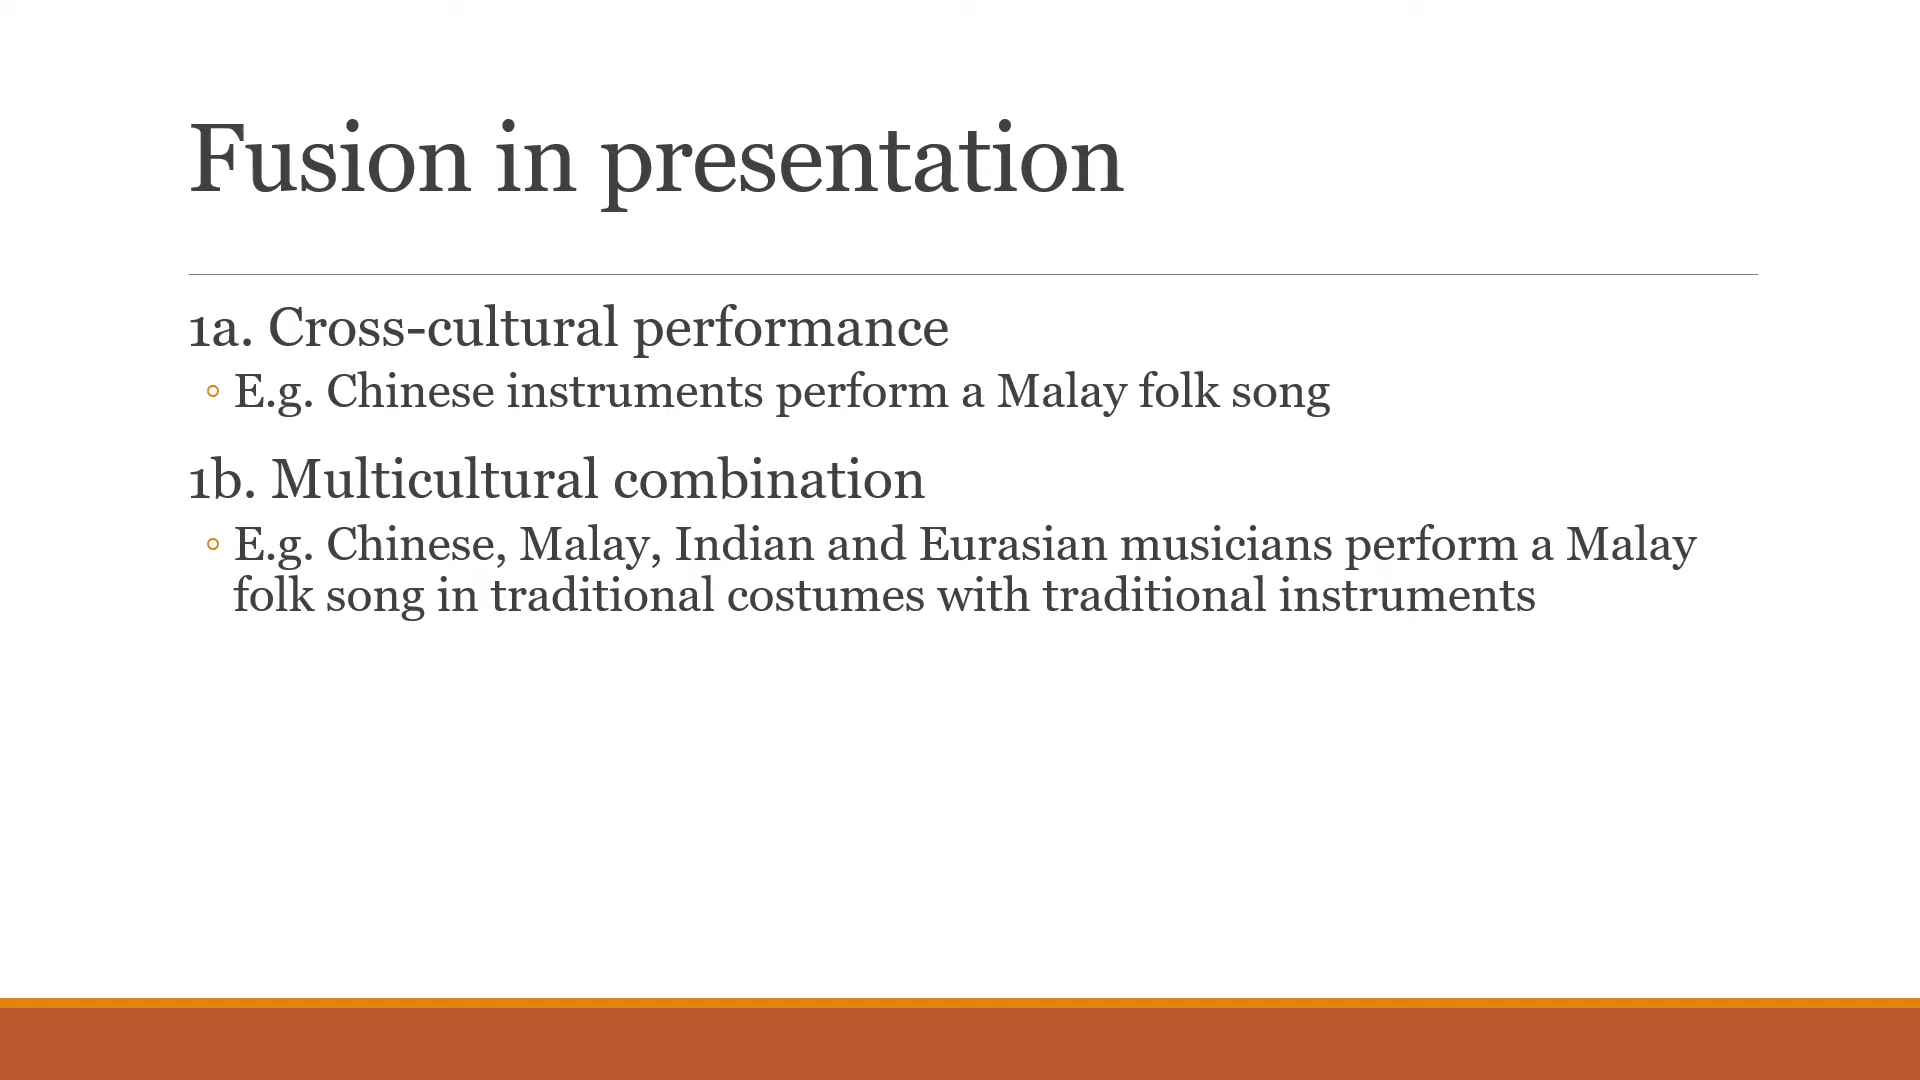 Fusion in presentation
1a. Cross-cultural performance
◦ E.g. Chinese instruments perform a Malay folk song
1b. Multicultural combination
◦ E.g. Chinese, Malay, Indian and Eurasian musicians perform a Malay
folk song in traditional costumes with traditional instruments